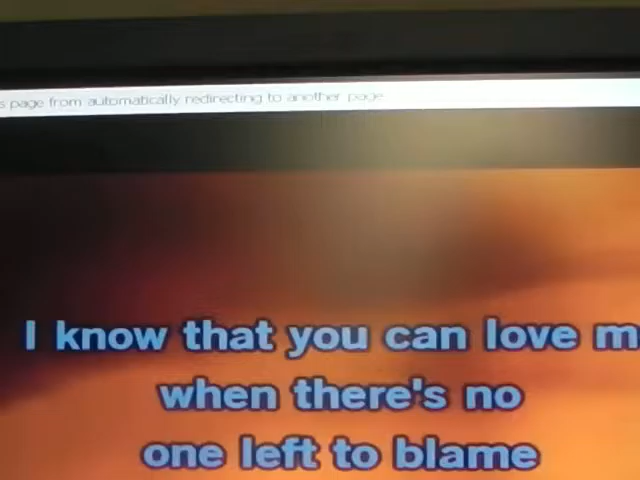 s page from automatically redirecting to another page
I know that you can love m
when there's no
one left to blame